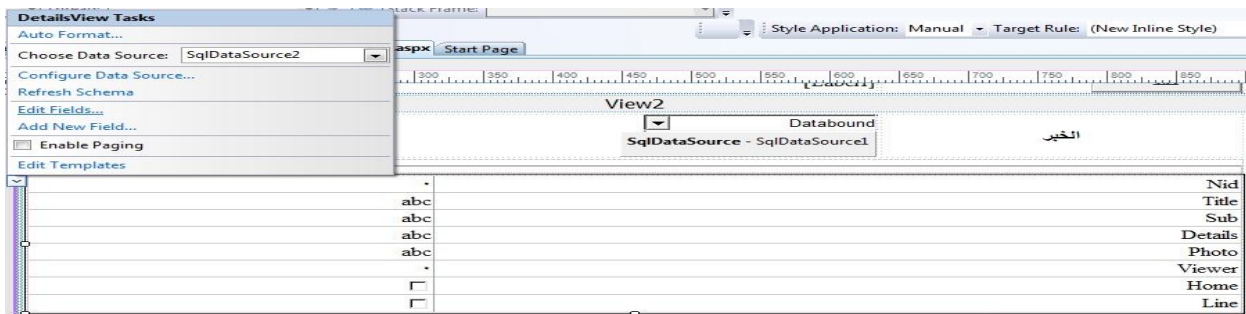 DetailsView Tasks
Auto Format...
Choose Data Source: SqlDataSource2
Configure Data Source...
Refresh Schema
Edit Fields...
Add New Field...
Enable Paging
Edit Templates
Stack Frame:
Style Application: Manual Target Rule: (New Inline Style)
aspx Start Page
300 350 400 450 500 550 600 650 700 750 800 850
View2
Databound
SqlDataSource - SqlDataSource1
الخبر
Nid
abc Title
abc Sub
abc Details
abc Photo
Viewer
Home
Line